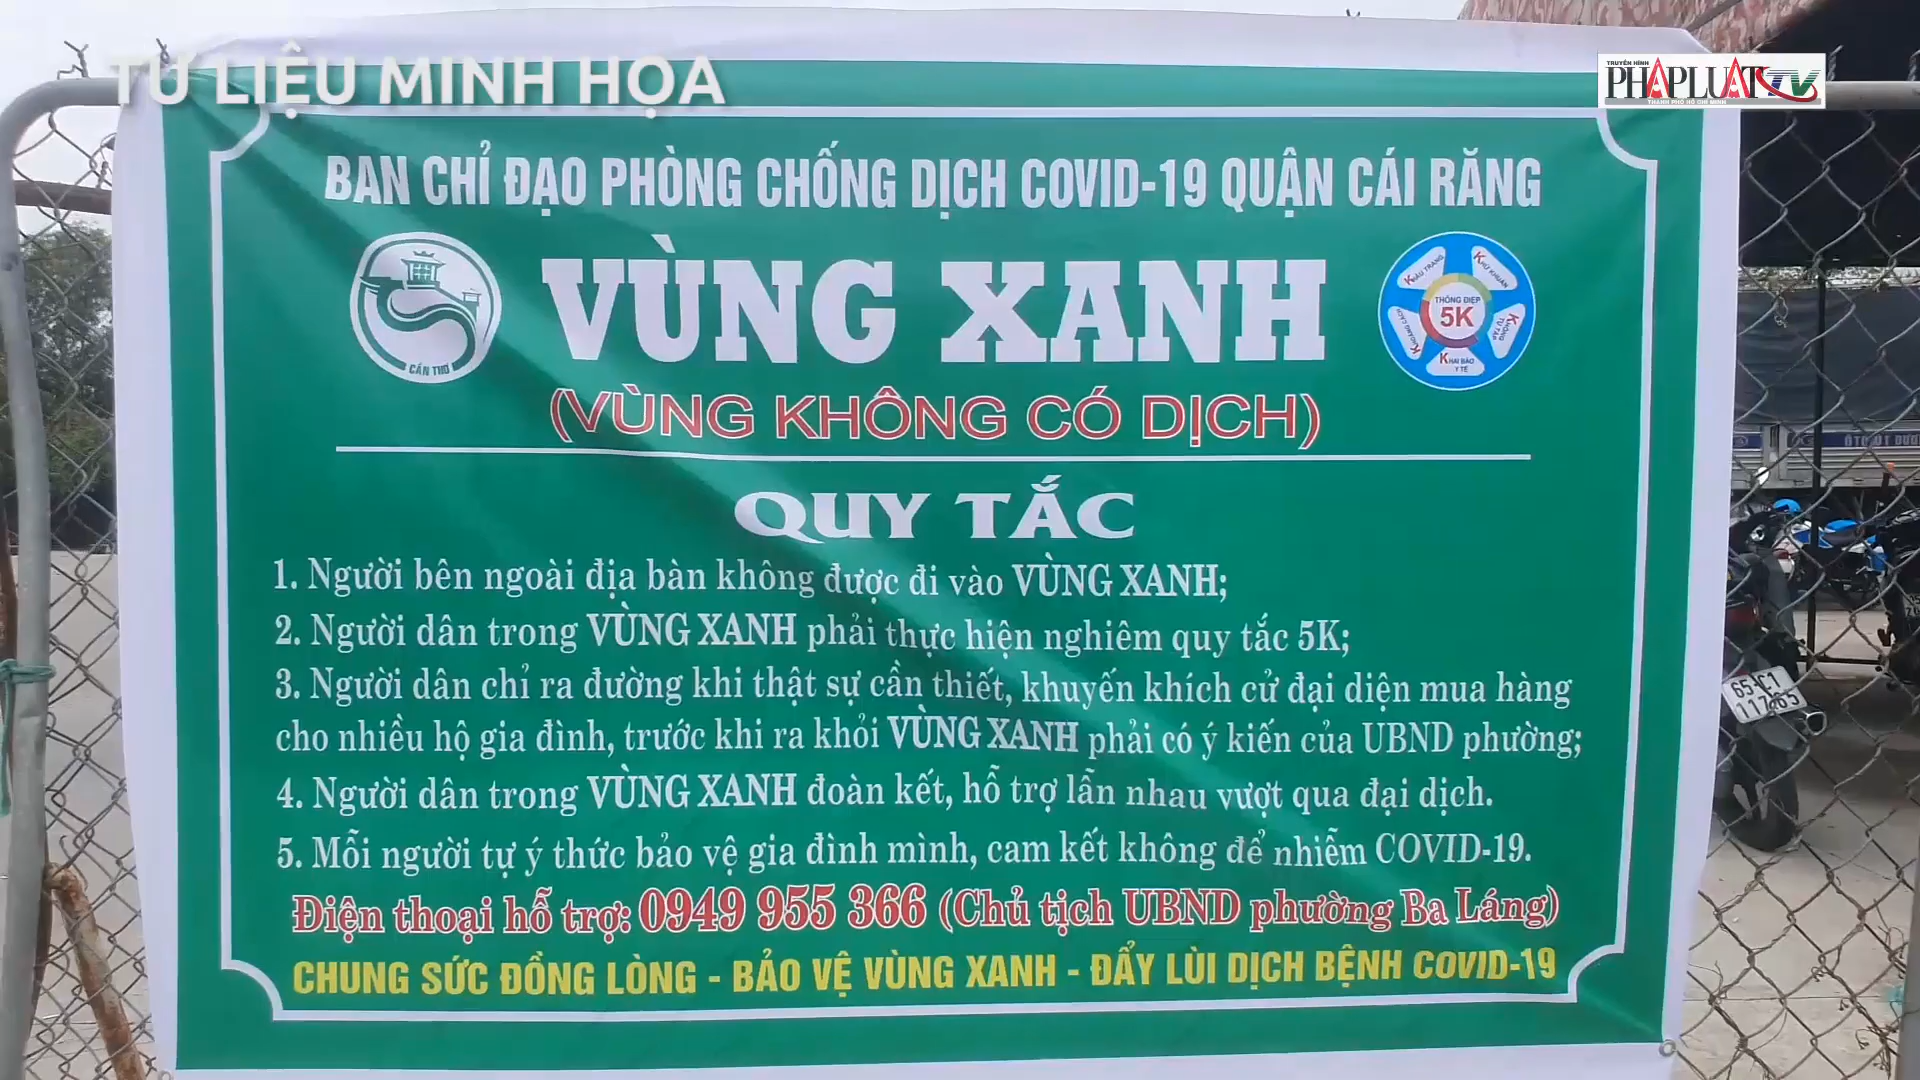 TƯ LIỆU MINH HỌA
TRUYỀN HÌNH
PHÁPLUẬT TV
THÀNH PHỐ HỒ CHÍ MINH
BAN CHỈ ĐẠO PHÒNG CHỐNG DỊCH COVID-19 QUẬN CÁI RĂNG
VÙNG XANH
CẦN THƠ
KHẨU TRANG
KHỬ KHUẨN
THÔNG ĐIỆP
5K
KHOẢNG CÁCH
KHÔNG TỤ TẬP
KHAI BÁO
Y TẾ
(VÙNG KHÔNG CÓ DỊCH)
QUY TẮC
1. Người bên ngoài địa bàn không được đi vào VÙNG XANH;
2. Người dân trong VÙNG XANH phải thực hiện nghiêm quy tắc 5K;
3. Người dân chỉ ra đường khi thật sự cần thiết, khuyến khích cử đại diện mua hàng
cho nhiều hộ gia đình, trước khi ra khỏi VÙNG XANH phải có ý kiến của UBND phường;
4. Người dân trong VÙNG XANH đoàn kết, hỗ trợ lẫn nhau vượt qua đại dịch.
5. Mỗi người tự ý thức bảo vệ gia đình mình, cam kết không để nhiễm COVID-19.
Điện thoại hỗ trợ: 0949 955 366 (Chủ tịch UBND phường Ba Láng)
CHUNG SỨC ĐỒNG LÒNG - BẢO VỆ VÙNG XANH - ĐẨY LÙI DỊCH BỆNH COVID-19
65 C1